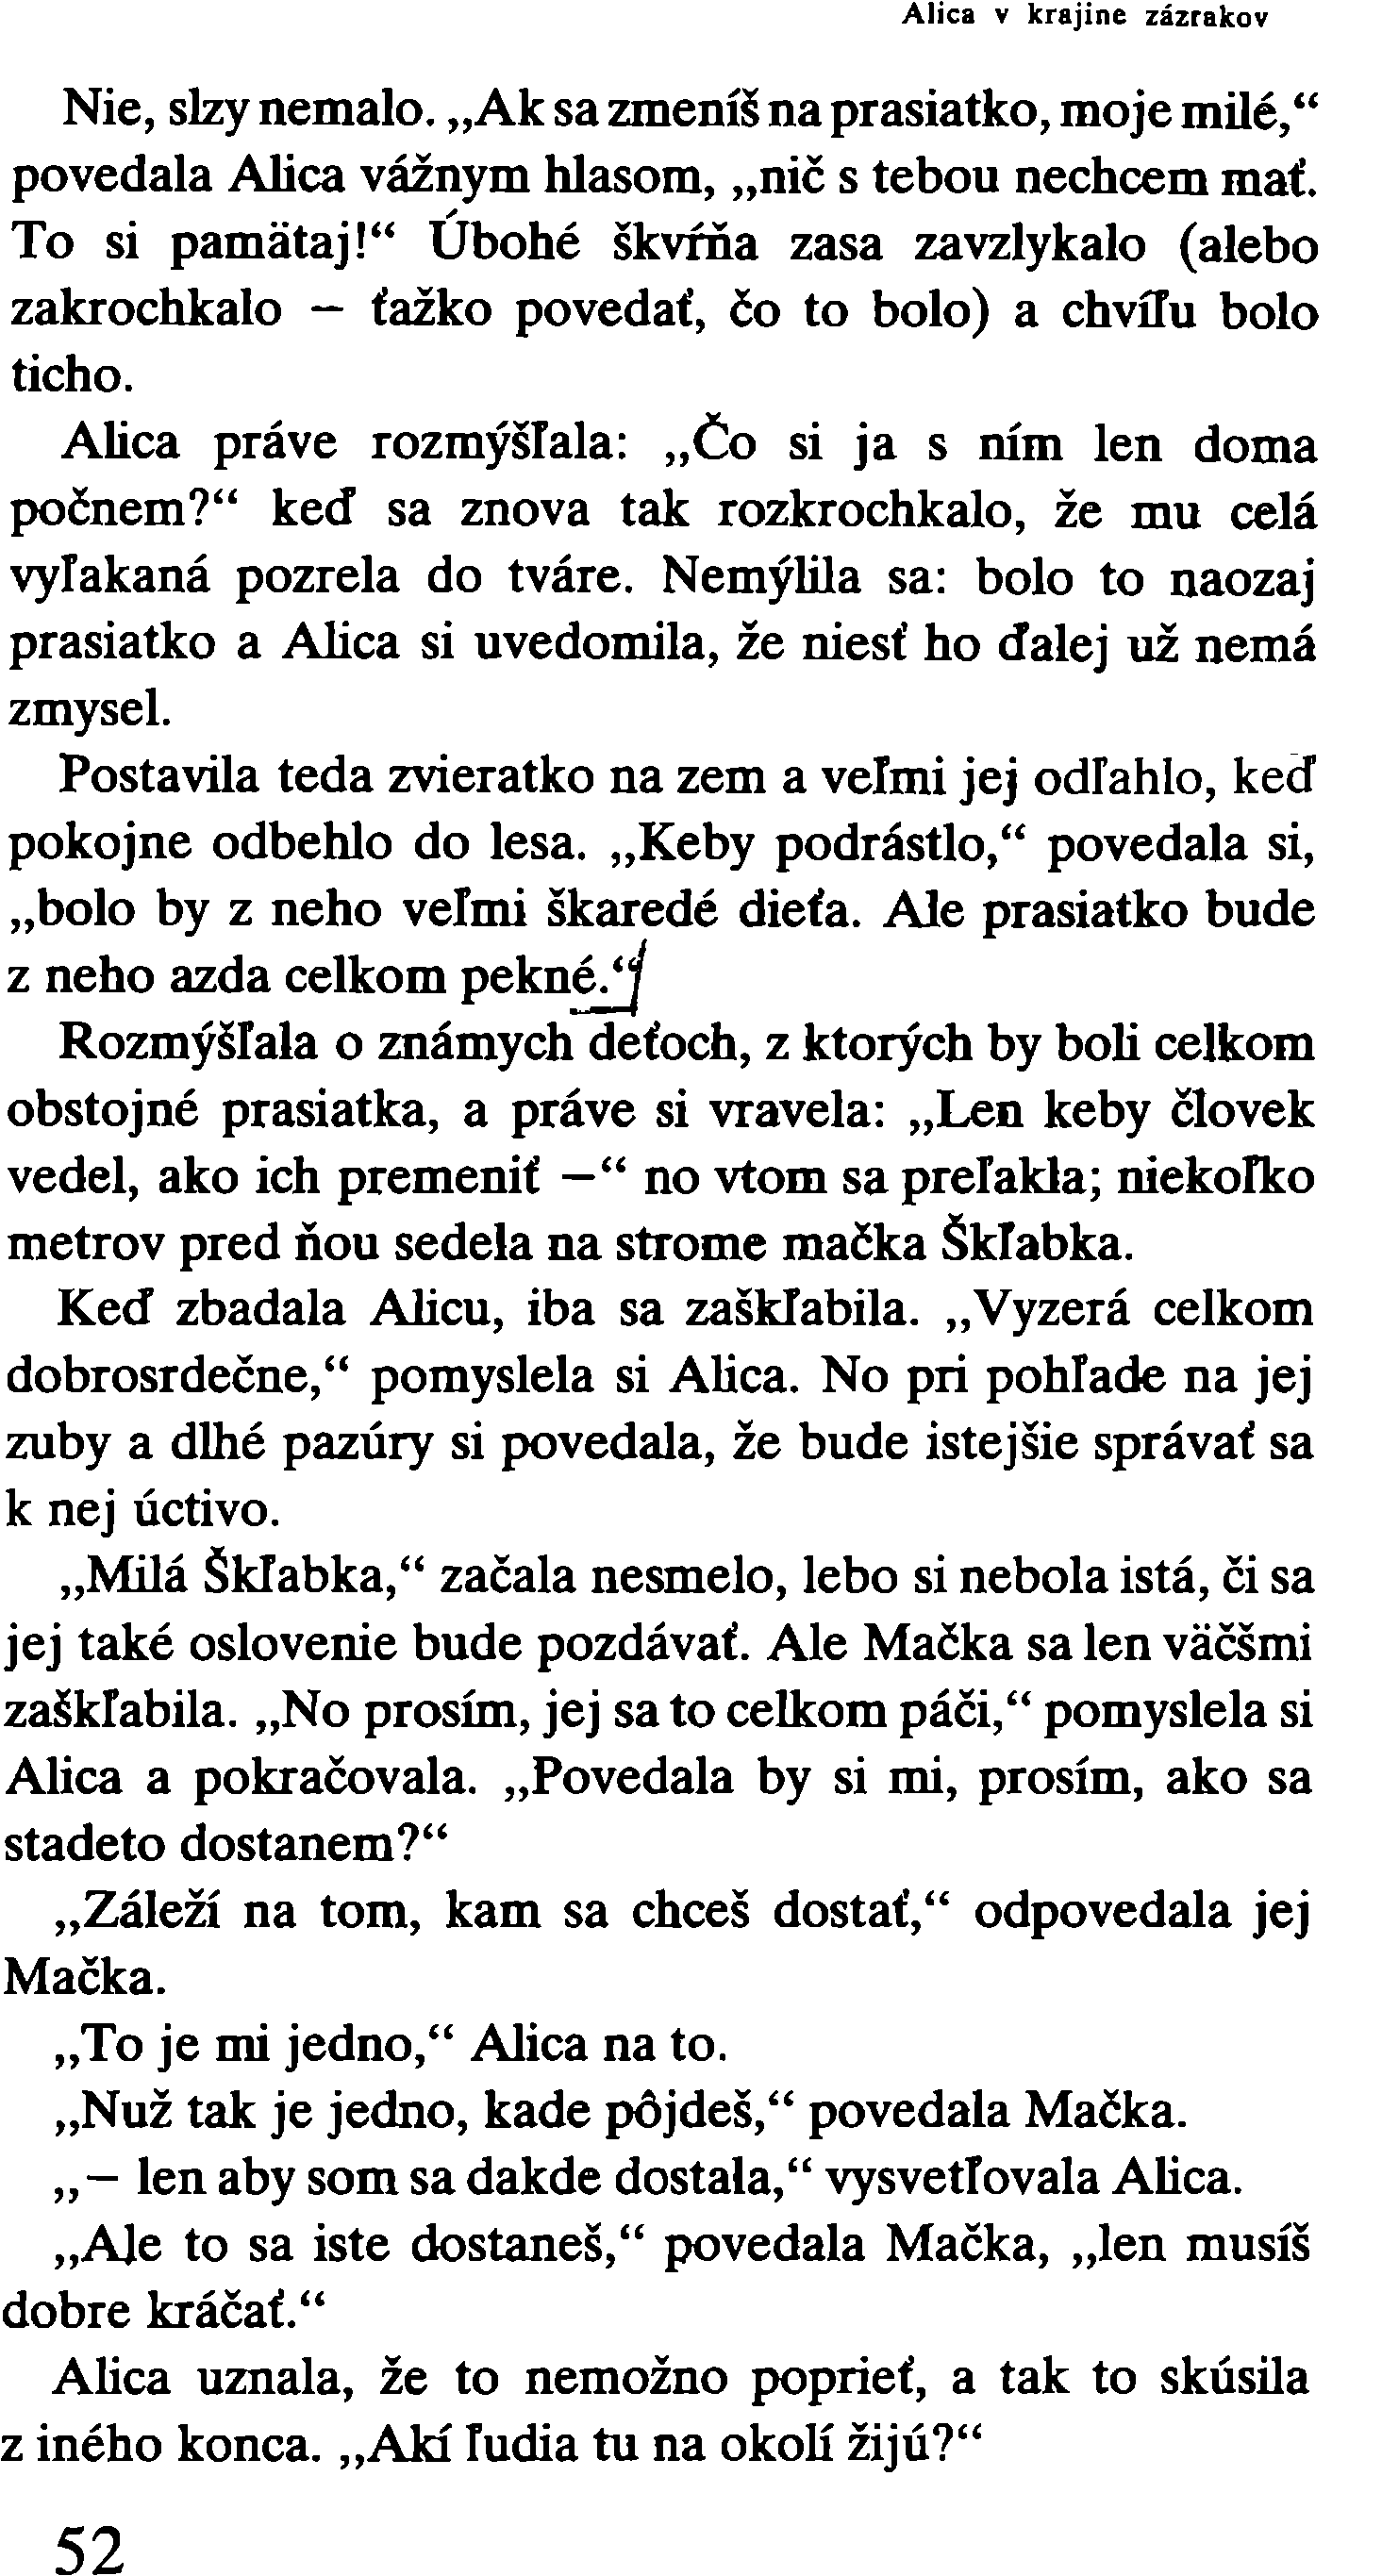 Alica v krajine zázrakov
Nie, slzy nemalo. „Ak sa zmeníš na prasiatko, moje milé,“
povedala Alica vážnym hlasom, „nič s tebou nechcem mať.
To si pamätaj!“ Úbohé škvŕňa zasa zavzlykalo (alebo
zakrochkalo – ťažko povedať, čo to bolo) a chvíľu bolo
ticho.
Alica práve rozmýšľala: „Čo si ja s ním len doma
počnem?“ keď sa znova tak rozkrochkalo, že mu celá
vyľakaná pozrela do tváre. Nemýlila sa: bolo to naozaj
prasiatko a Alica si uvedomila, že niesť ho ďalej už nemá
zmysel.
Postavila teda zvieratko na zem a veľmi jej odľahlo, keď
pokojne odbehlo do lesa. „Keby podrástlo,“ povedala si,
„bolo by z neho veľmi škaredé dieťa. Ale prasiatko bude
z neho azda celkom pekné.“
Rozmýšľala o známych deťoch, z ktorých by boli celkom
obstojné prasiatka, a práve si vravela: „Len keby človek
vedel, ako ich premeniť –“ no vtom sa preľakla; niekoľko
metrov pred ňou sedela na strome mačka Škľabka.
Keď zbadala Alicu, iba sa zaškľabila. „Vyzerá celkom
dobrosrdečne,“ pomyslela si Alica. No pri pohľade na jej
zuby a dlhé pazúry si povedala, že bude istejšie správať sa
k nej úctivo.
„Milá Škľabka,“ začala nesmelo, lebo si nebola istá, či sa
jej také oslovenie bude pozdávať. Ale Mačka sa len väčšmi
zaškľabila. „No prosím, jej sa to celkom páči,“ pomyslela si
Alica a pokračovala. „Povedala by si mi, prosím, ako sa
stadeto dostanem?“
„Záleží na tom, kam sa chceš dostať,“ odpovedala jej
Mačka.
„To je mi jedno,“ Alica na to.
„Nuž tak je jedno, kade pôjdeš,“ povedala Mačka.
„– len aby som sa dakde dostala,“ vysvetľovala Alica.
„Ale to sa iste dostaneš,“ povedala Mačka, „len musíš
dobre kráčať.“
Alica uznala, že to nemožno poprieť, a tak to skúsila
z iného konca. „Akí ľudia tu na okolí žijú?“
52